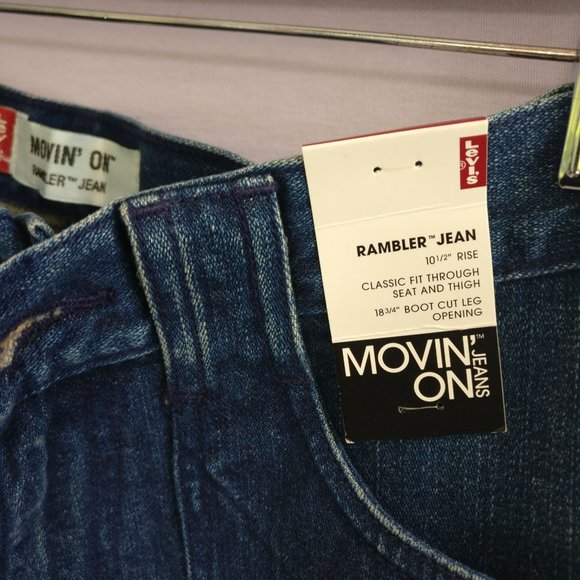 MOVIN' ON™
RAMBLER™ JEAN
Levi's®
RAMBLER™ JEAN
10 1/2" RISE
CLASSIC FIT THROUGH
SEAT AND THIGH
18 3/4" BOOT CUT LEG
OPENING
MOVIN'™
ON JEANS